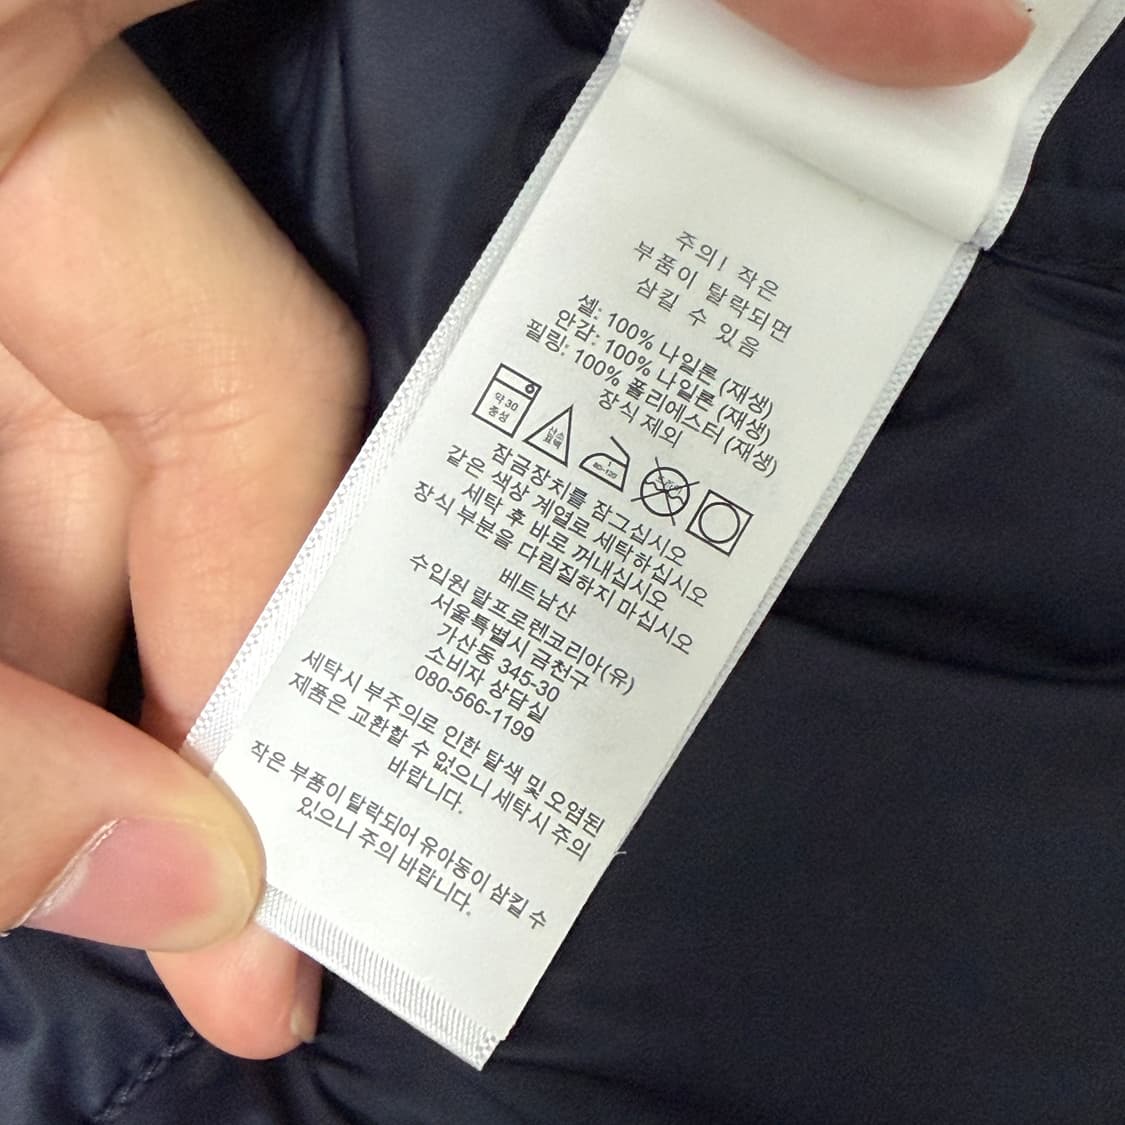 주의! 작은
부품이 탈락되면
삼킬 수 있음
셸: 100% 나일론 (재생)
안감: 100% 나일론 (재생)
필링: 100% 폴리에스터 (재생)
장식 제외
약 30
중성
산소
표백
1
80-120
드라이
잠금장치를 잠그십시오
같은 색상 계열로 세탁하십시오
세탁 후 바로 꺼내십시오
장식 부분을 다림질하지 마십시오
베트남산
수입원 랄프로렌코리아(유)
서울특별시 금천구
가산동 345-30
소비자 상담실
080-566-1199
세탁시 부주의로 인한 탈색 및 오염된
제품은 교환할 수 없으니 세탁시 주의
바랍니다.
작은 부품이 탈락되어 유아동이 삼킬 수
있으니 주의 바랍니다.